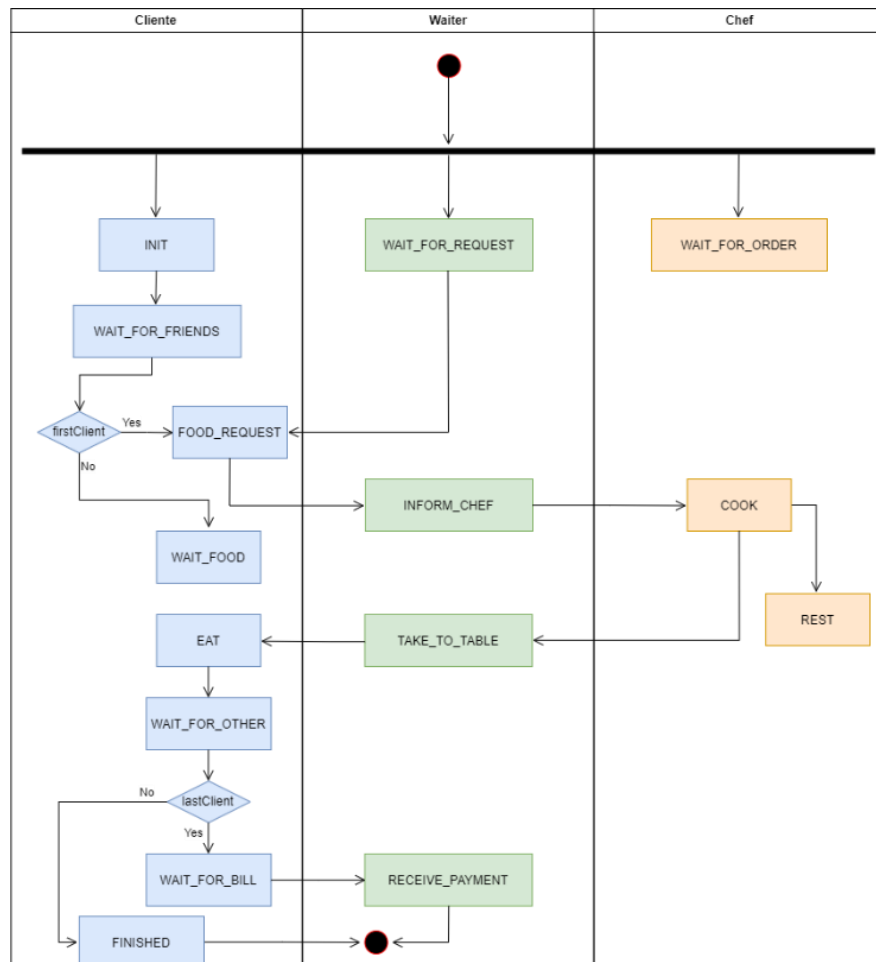 Cliente
Waiter
Chef
INIT
WAIT_FOR_REQUEST
WAIT_FOR_ORDER
WAIT_FOR_FRIENDS
firstClient
Yes
FOOD_REQUEST
No
INFORM_CHEF
COOK
WAIT_FOOD
REST
EAT
TAKE_TO_TABLE
WAIT_FOR_OTHER
No
lastClient
Yes
WAIT_FOR_BILL
RECEIVE_PAYMENT
FINISHED